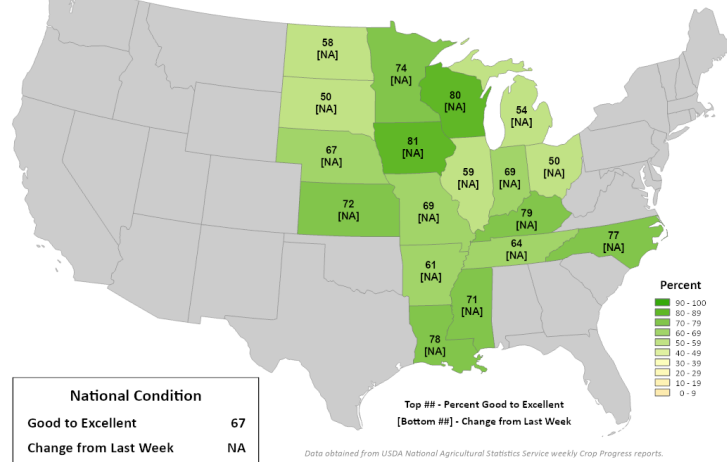 58
[NA]
74
[NA]
80
[NA]
54
[NA]
50
[NA]
67
[NA]
81
[NA]
59
[NA]
69
[NA]
50
[NA]
72
[NA]
69
[NA]
79
[NA]
77
[NA]
64
[NA]
61
[NA]
71
[NA]
78
[NA]
Percent
90 - 100
80 - 89
70 - 79
60 - 69
50 - 59
40 - 49
30 - 39
20 - 29
10 - 19
0 - 9
National Condition
Good to Excellent 67
Change from Last Week NA
Top ## - Percent Good to Excellent
[Bottom ##] - Change from Last Week
Data obtained from USDA National Agricultural Statistics Service weekly Crop Progress reports.